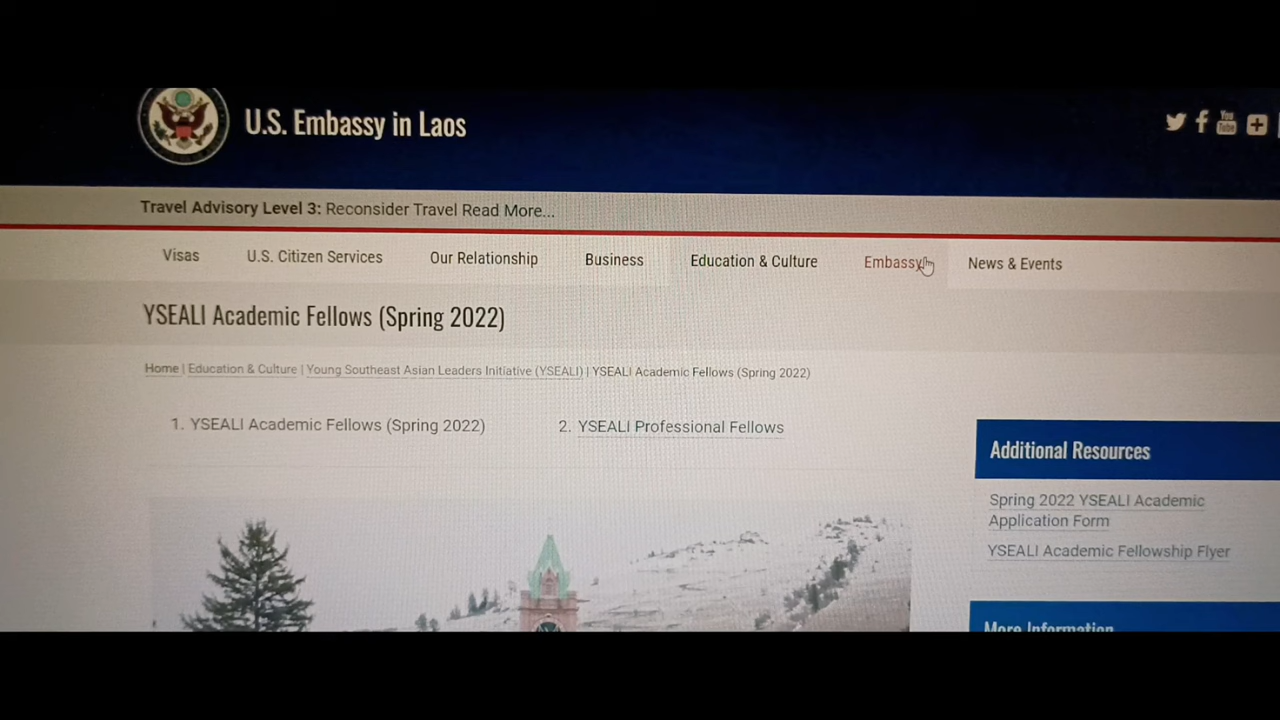 U.S. Embassy in Laos
Travel Advisory Level 3: Reconsider Travel Read More...
Visas U.S. Citizen Services Our Relationship Business Education & Culture Embassy News & Events
YSEALI Academic Fellows (Spring 2022)
Home | Education & Culture | Young Southeast Asian Leaders Initiative (YSEALI) | YSEALI Academic Fellows (Spring 2022)
1. YSEALI Academic Fellows (Spring 2022) 2. YSEALI Professional Fellows
Additional Resources
Spring 2022 YSEALI Academic
Application Form
YSEALI Academic Fellowship Flyer
More Information